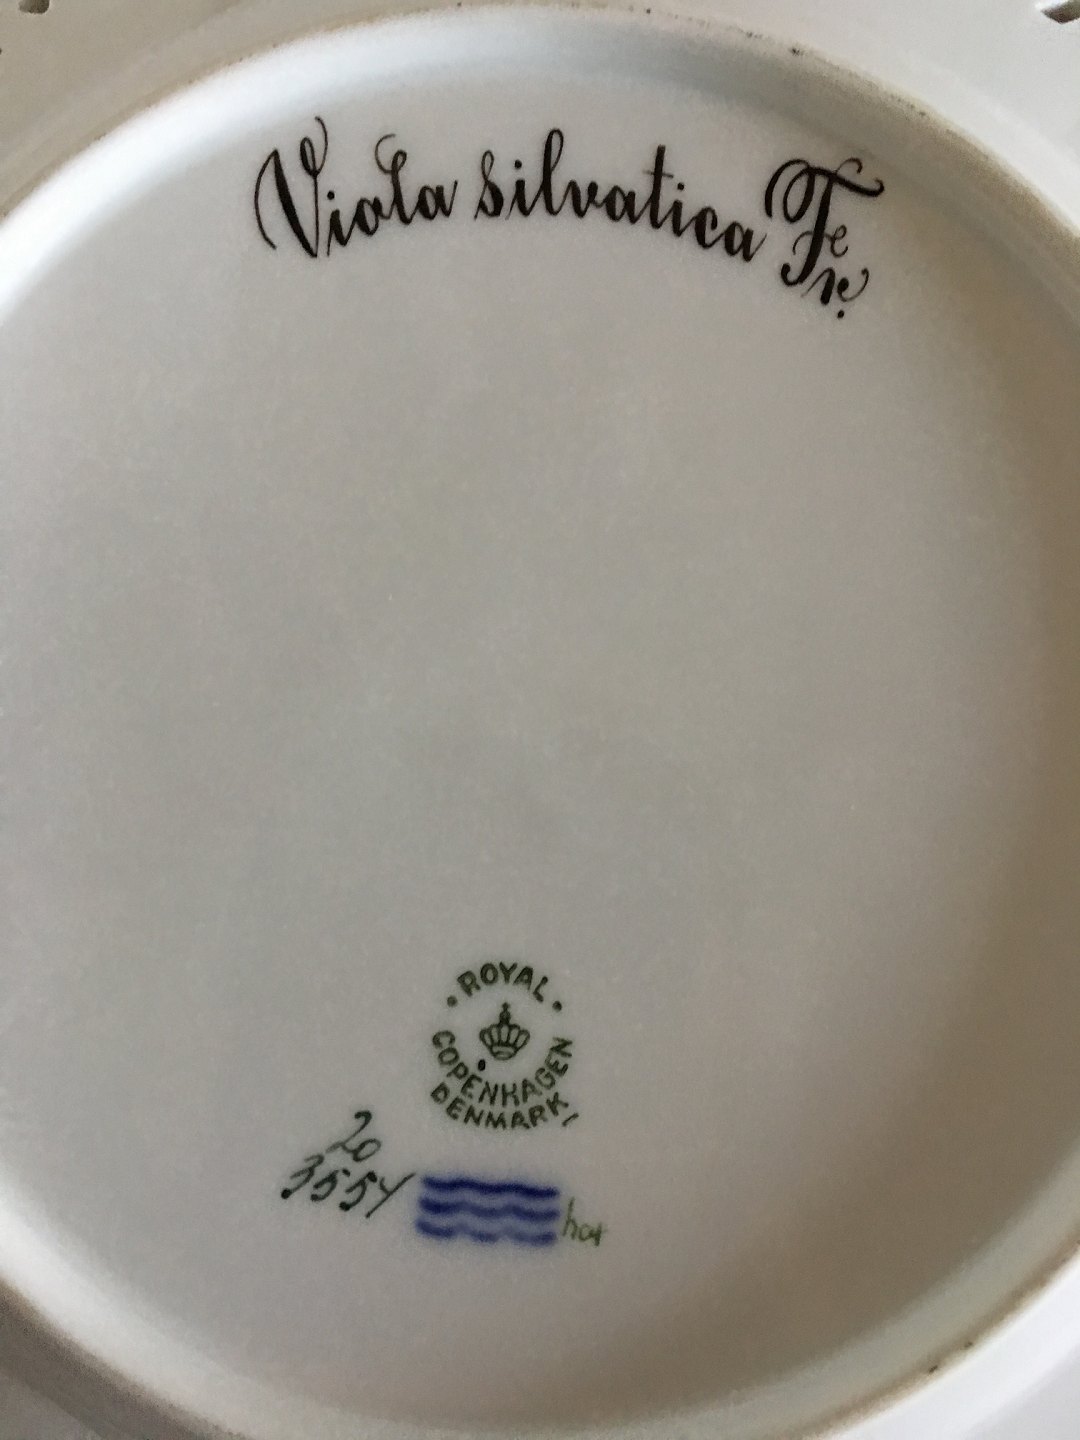 Viola silvatica Fr.
e
ROYAL
COPENHAGEN
DENMARK
20
3554